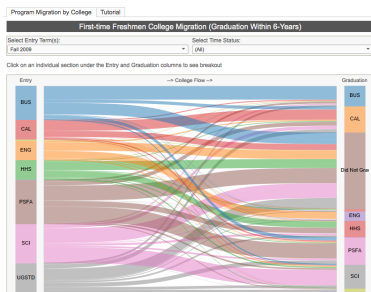 Program Migration by College Tutorial
First-time Freshmen College Migration (Graduation Within 6-Years)
Select Entry Term(s): Select Time Status:
Fall 2009 (All)
Click on an individual section under the Entry and Graduation columns to see breakout
Entry --> College Flow --> Graduation
BUS BUS
CAL CAL
ENG
HHS Did Not Gra
PSFA
ENG
HHS
SCI PSFA
UGSTD SCI